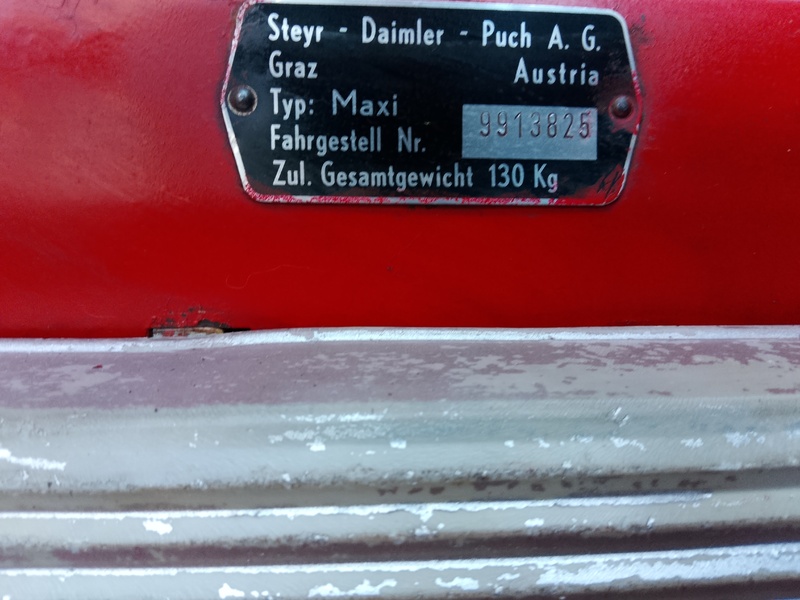 Steyr - Daimler - Puch A. G.
Graz Austria
Typ: Maxi
Fahrgestell Nr. 9913825
Zul. Gesamtgewicht 130 Kg